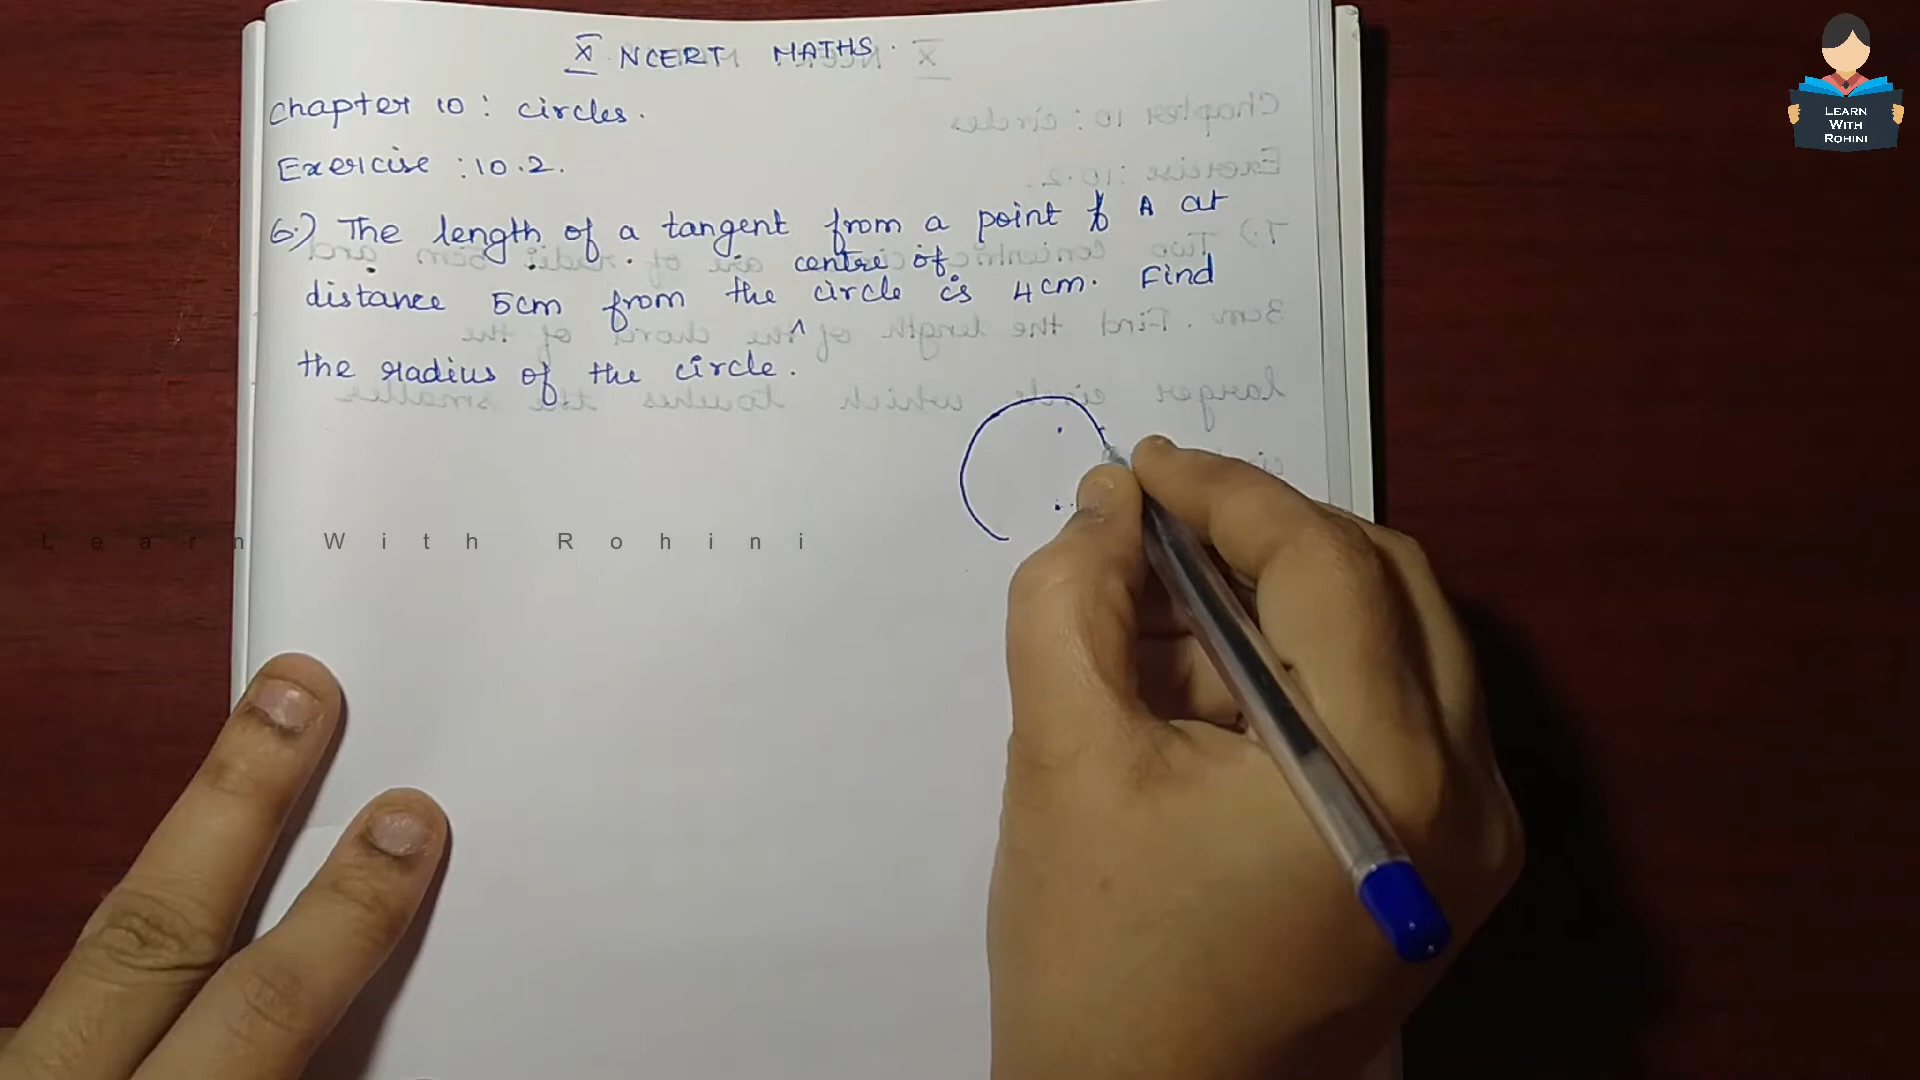 X NCERT MATHS.
Chapter 10: circles.
Exercise: 10.2.
6.) The length of a tangent from a point A at
distance 5cm from the centre of circle is 4cm. Find
the radius of the circle.
LEARN
WITH
ROHINI
Learn With Rohini